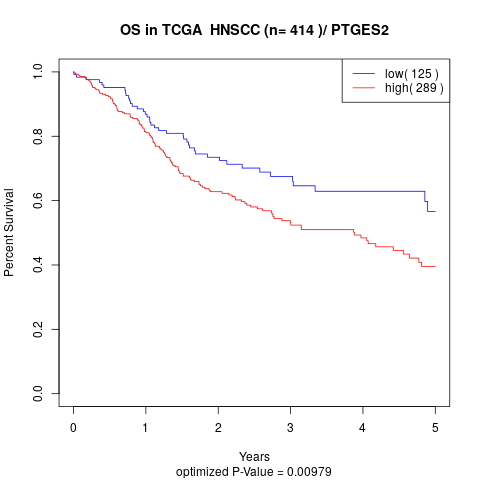 OS in TCGA  HNSCC (n= 414 )/ PTGES2
low( 125 )
high( 289 )
Percent Survival
1.0
0.8
0.6
0.4
0.2
0.0
0 1 2 3 4 5
Years
optimized P-Value = 0.00979